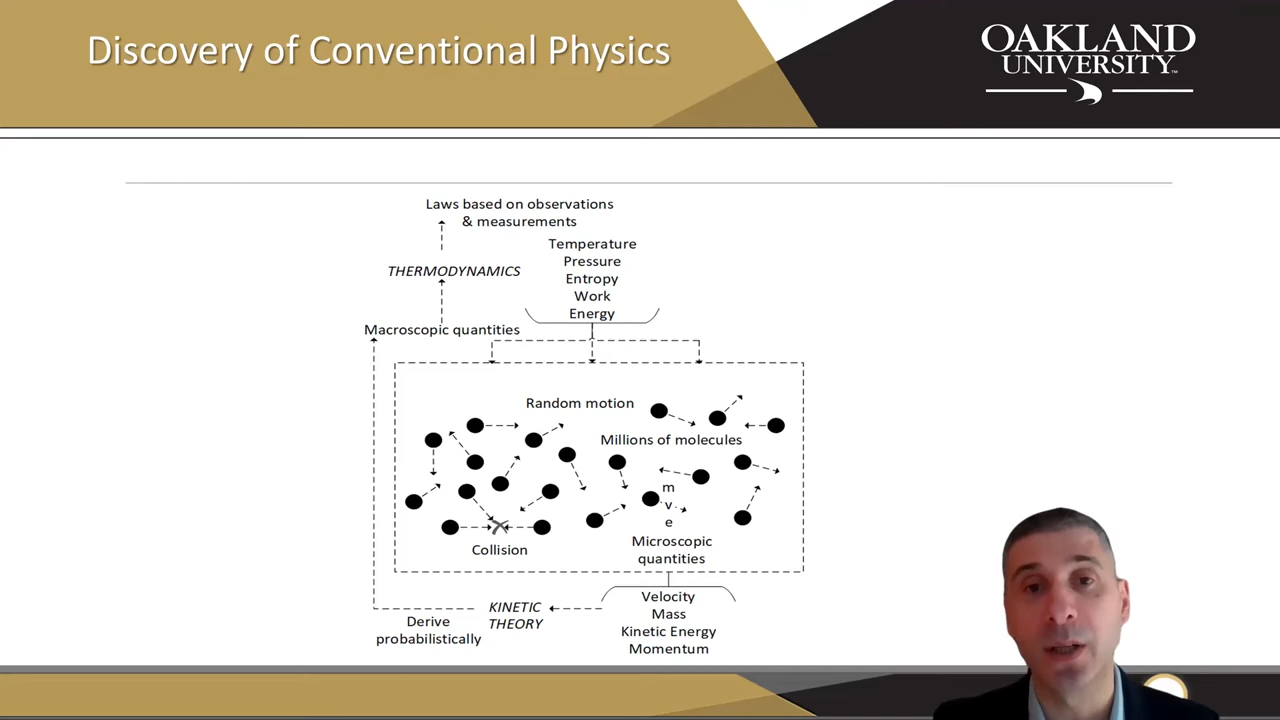 Discovery of Conventional Physics
OAKLAND
UNIVERSITY™
Laws based on observations
& measurements
Temperature
Pressure
Entropy
Work
Energy
THERMODYNAMICS
Macroscopic quantities
Random motion
Millions of molecules
m
v
e
Collision
Microscopic
quantities
Velocity
Mass
Kinetic Energy
Momentum
KINETIC
THEORY
Derive
probabilistically